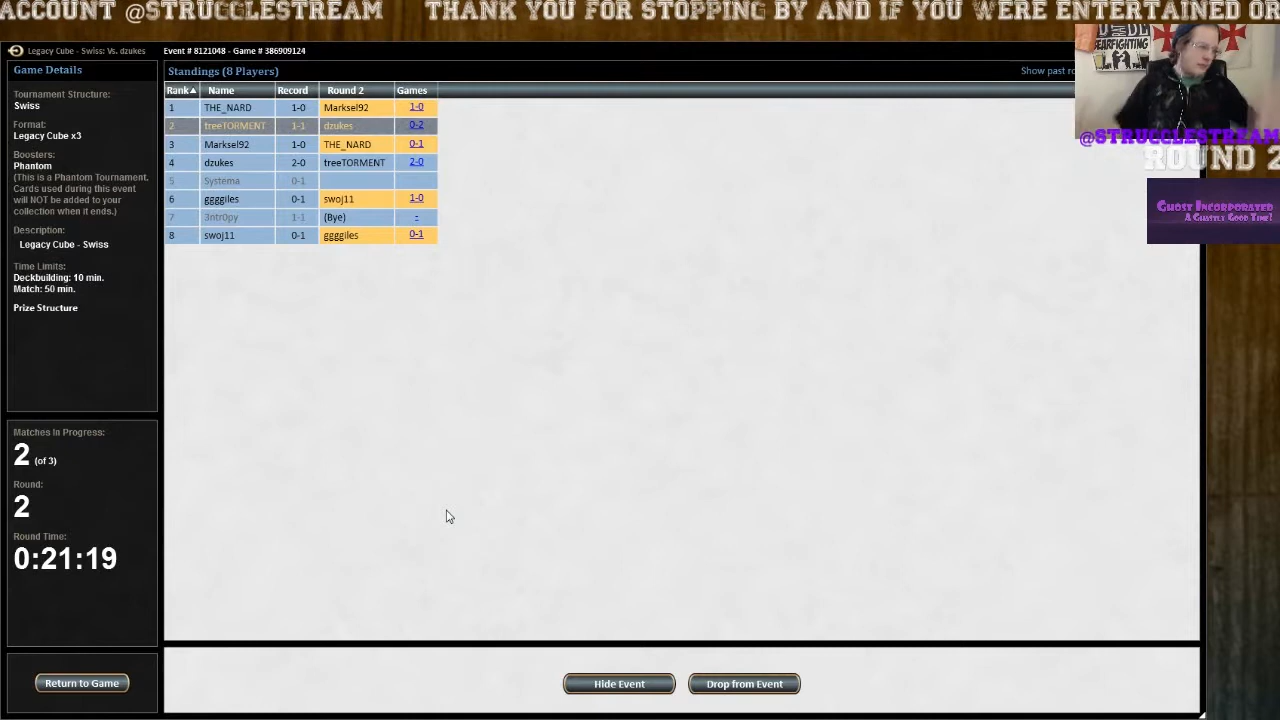 ACCOUNT @STRUGGLESTREAM THANK YOU FOR STOPPING BY AND IF YOU WERE ENTERTAINED OR
Legacy Cube - Swiss: Vs. dzukes
Event # 8121048 - Game # 386909124
Game Details
Tournament Structure:
Swiss
Format:
Legacy Cube x3
Boosters:
Phantom
(This is a Phantom Tournament.
Cards used during this event
will NOT be added to your
collection when it ends.)
Description:
Legacy Cube - Swiss
Time Limits:
Deckbuilding: 10 min.
Match: 50 min.
Prize Structure
Matches In Progress:
2 (of 3)
Round:
2
Round Time:
0:21:19
Return to Game
Standings (8 Players)
Show past ro
Rank Name Record Round 2 Games
1 THE_NARD 1-0 Marksel92 1-0
2 treeTORMENT 1-1 dzukes 0-2
3 Marksel92 1-0 THE_NARD 0-1
4 dzukes 2-0 treeTORMENT 2-0
5 Systema 0-1
6 ggggiles 0-1 swoj11 1-0
7 3ntr0py 1-1 (Bye) -
8 swoj11 0-1 ggggiles 0-1
Hide Event
Drop from Event
@STRUGGLESTREAM
ROUND 2
GHOST INCORPORATED
A GHASTLY GOOD TIME!